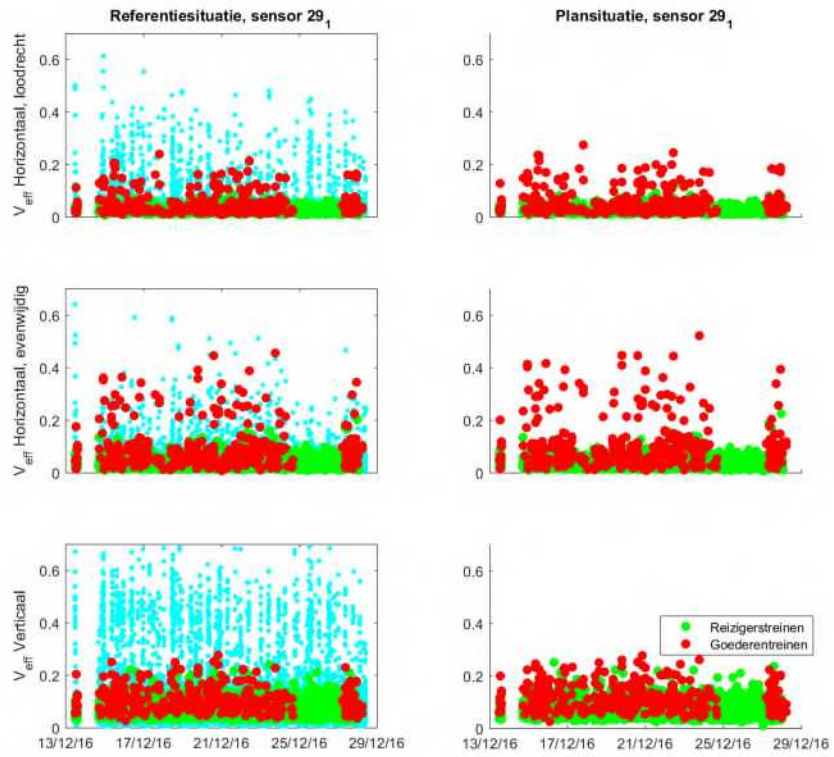 Referentiesituatie, sensor 29₁
Plansituatie, sensor 29₁
V_eff Horizontaal, loodrecht
0.6
0.4
0.2
0
0.6
0.4
0.2
0
V_eff Horizontaal, evenwijdig
0.6
0.4
0.2
0
0.6
0.4
0.2
0
V_eff Verticaal
0.6
0.4
0.2
0
13/12/16 17/12/16 21/12/16 25/12/16 29/12/16
0.6
0.4
0.2
0
Reizigerstreinen
Goederentreinen
13/12/16 17/12/16 21/12/16 25/12/16 29/12/16